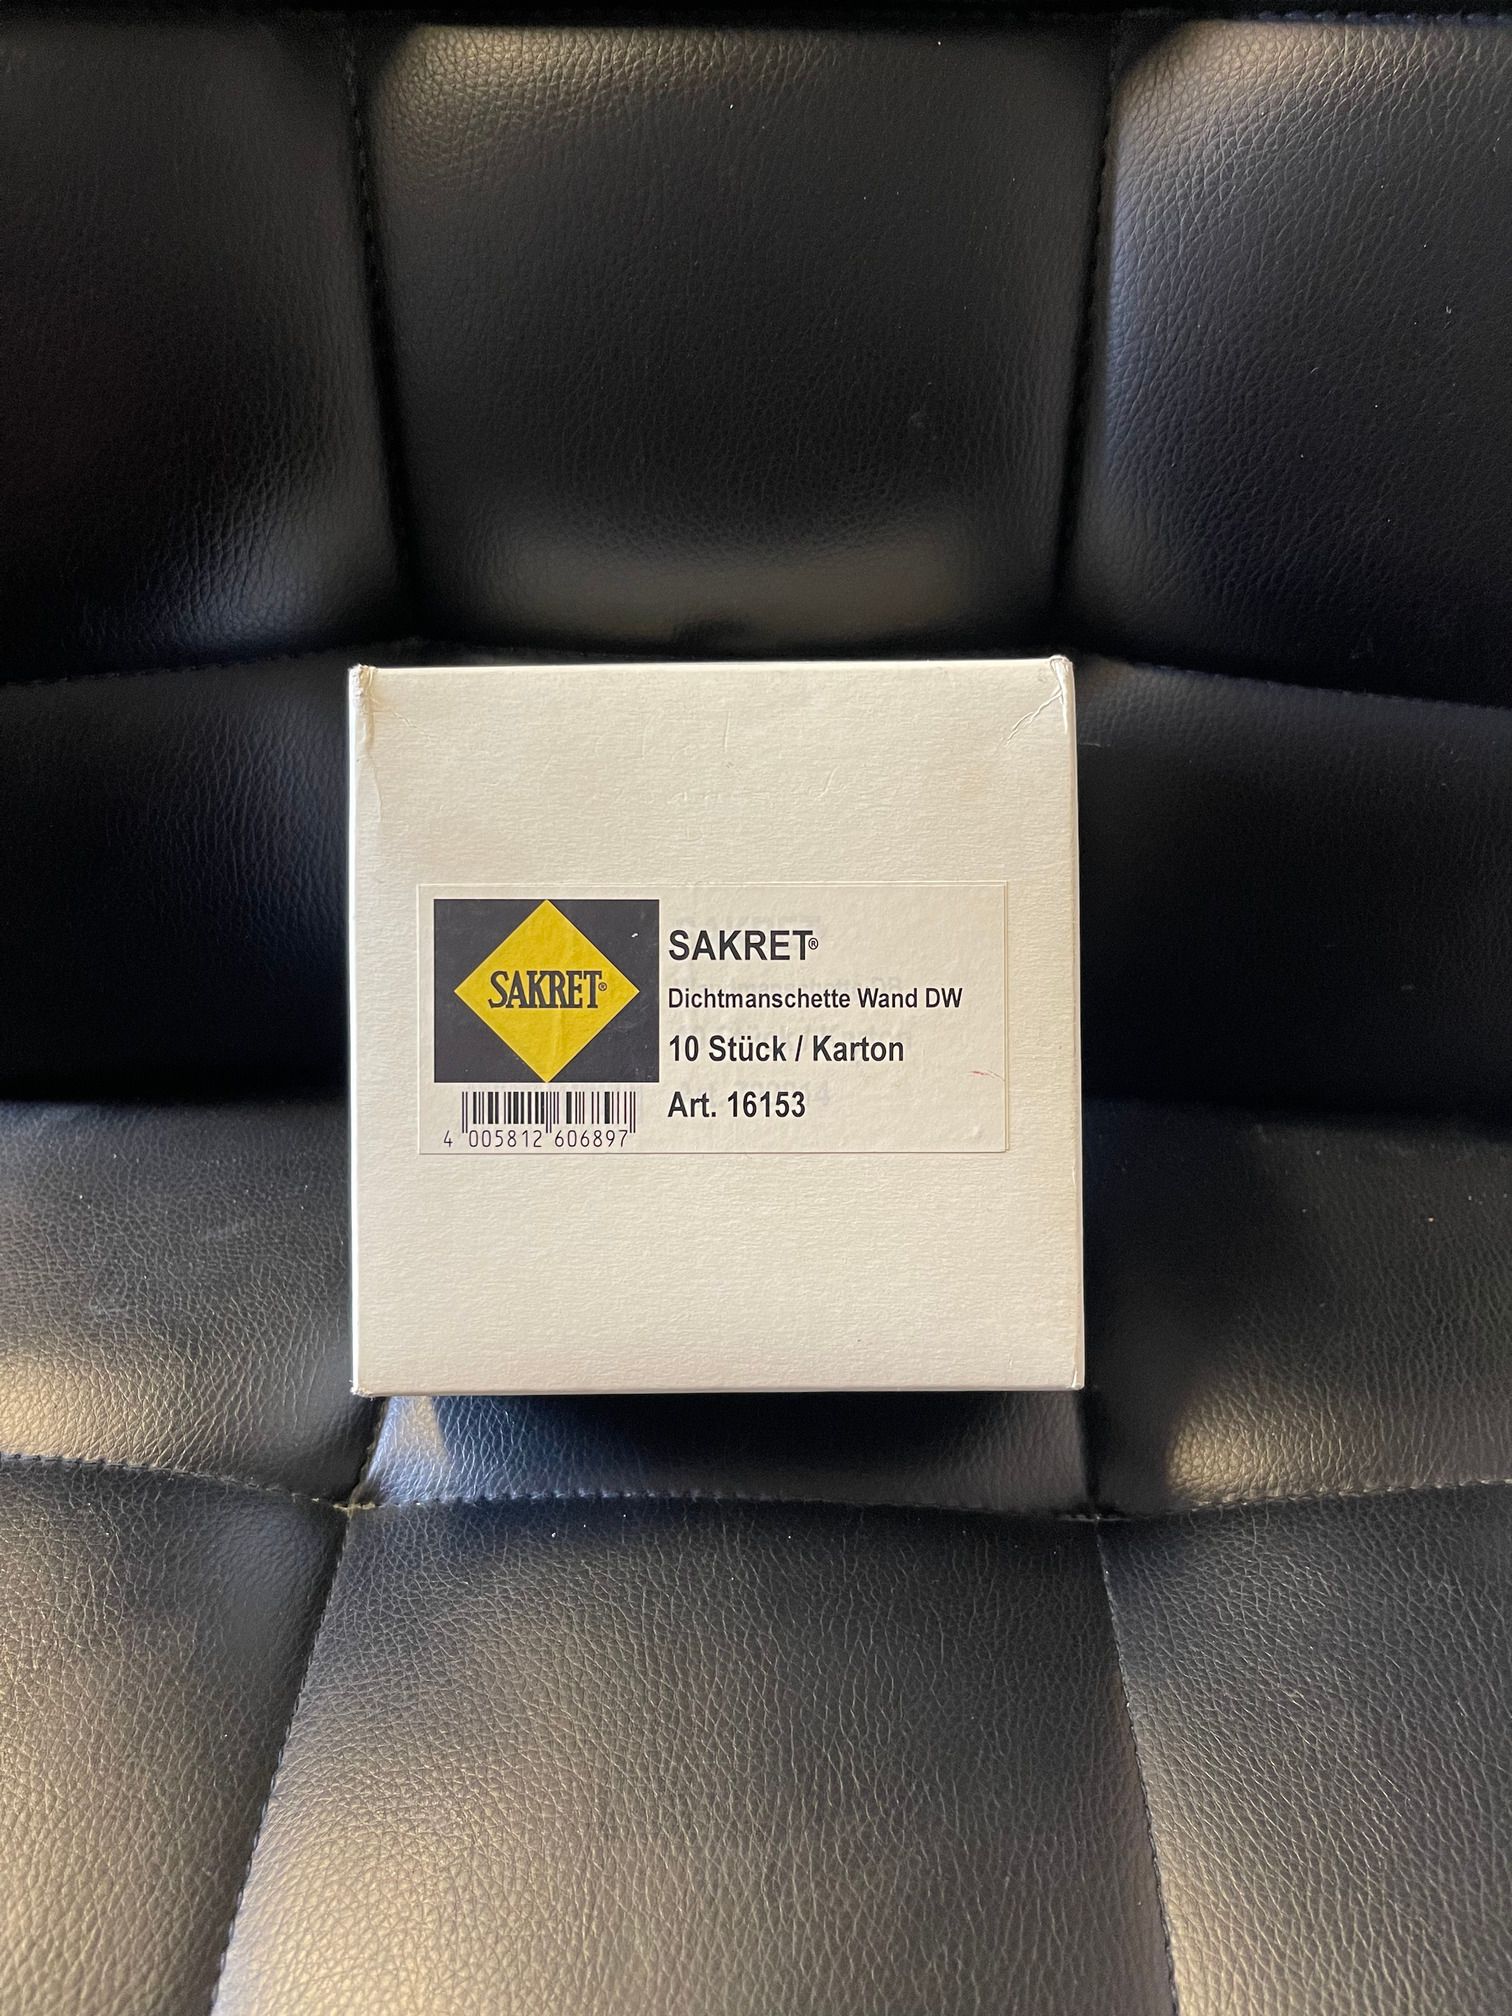 SAKRET®
SAKRET®
Dichtmanschette Wand DW
10 Stück / Karton
Art. 16153
4 005812 606897